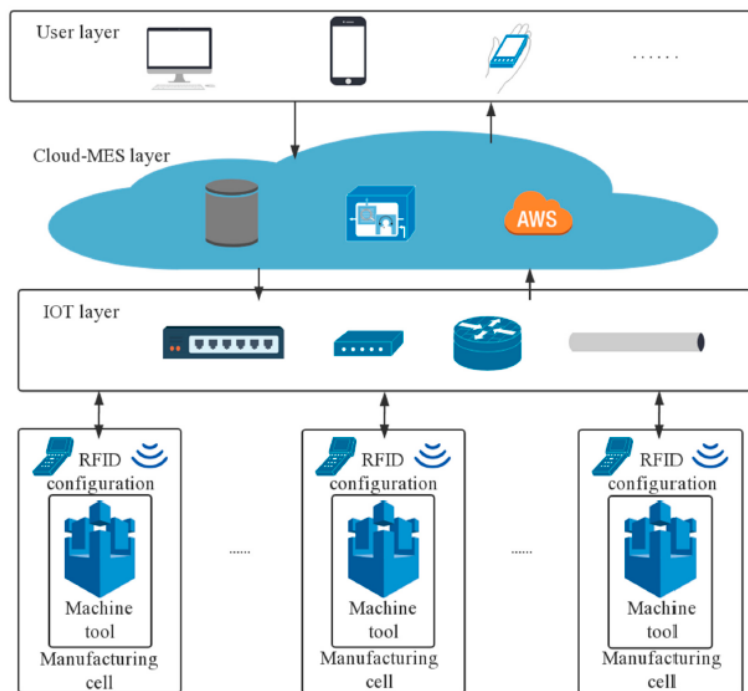 User layer
......
Cloud-MES layer
AWS
IOT layer
RFID
configuration
Machine
tool
Manufacturing
cell
......
RFID
configuration
Machine
tool
Manufacturing
cell
......
RFID
configuration
Machine
tool
Manufacturing
cell